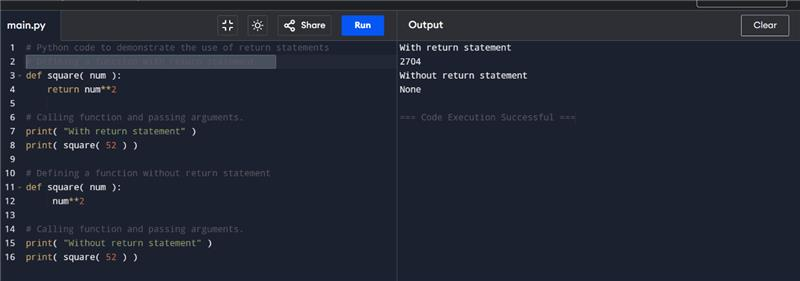 main.py
Share
Run
Output
Clear
1 # Python code to demonstrate the use of return statements
2 # Defining a function with return statement
3 def square( num ):
4 return num**2
5
6 # Calling function and passing arguments.
7 print( "With return statement" )
8 print( square( 52 ) )
9
10 # Defining a function without return statement
11 def square( num ):
12 num**2
13
14 # Calling function and passing arguments.
15 print( "Without return statement" )
16 print( square( 52 ) )
With return statement
2704
Without return statement
None
=== Code Execution Successful ===